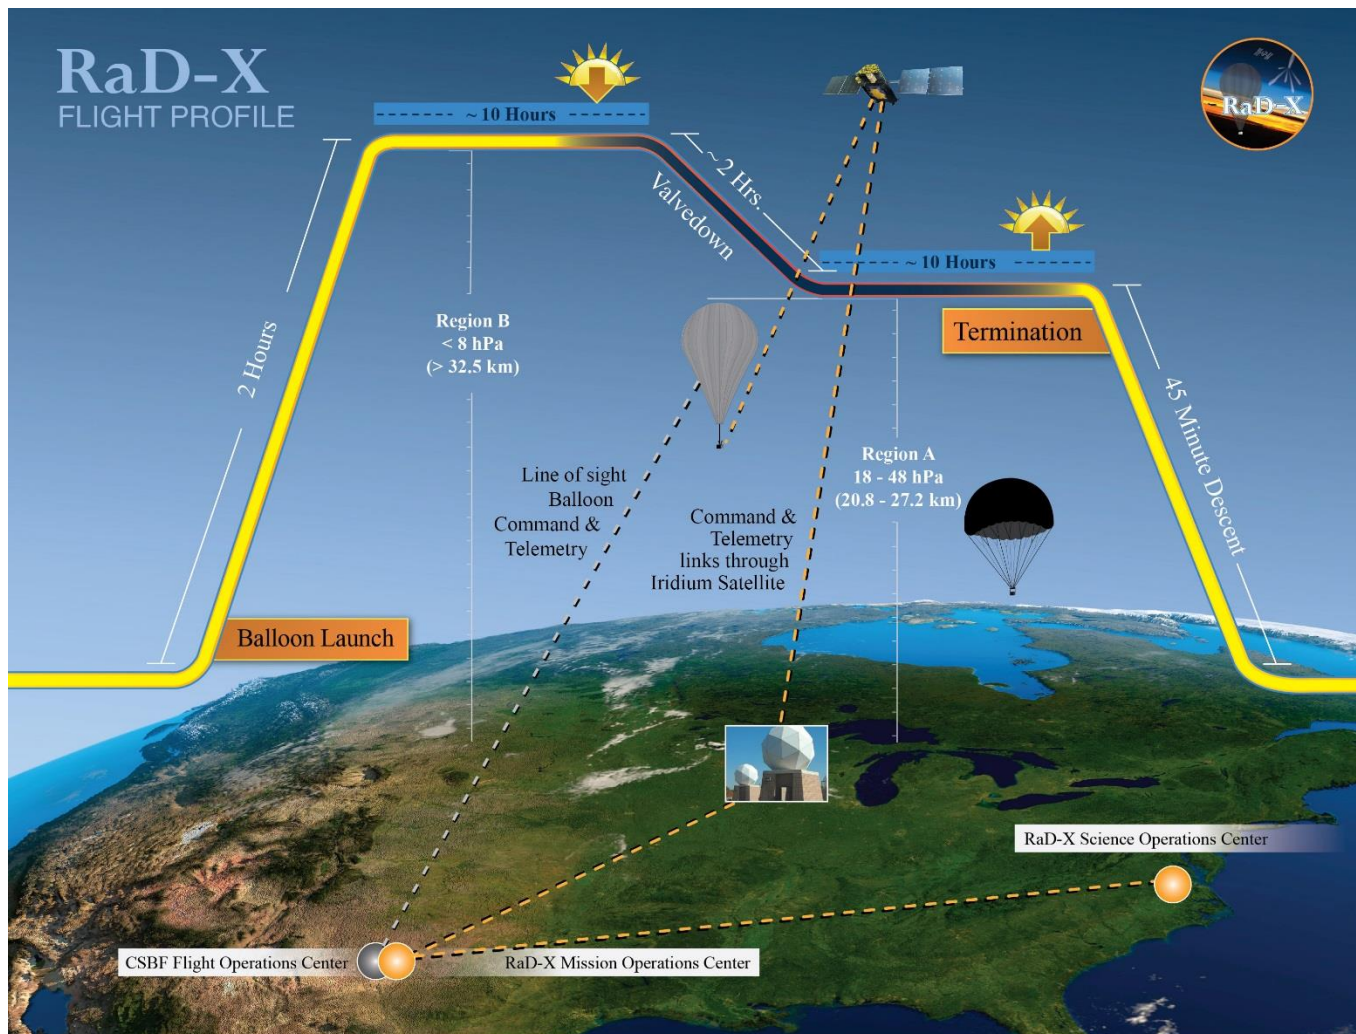 RaD-X
FLIGHT PROFILE
~ 10 Hours
RaD-X
~ 2 Hrs.
Valvedown
~ 10 Hours
2 Hours
Region B
< 8 hPa
(> 32.5 km)
Termination
45 Minute Descent
Region A
18 - 48 hPa
(20.8 - 27.2 km)
Line of sight
Balloon
Command &
Telemetry
Command &
Telemetry
links through
Iridium Satellite
Balloon Launch
RaD-X Science Operations Center
CSBF Flight Operations Center
RaD-X Mission Operations Center